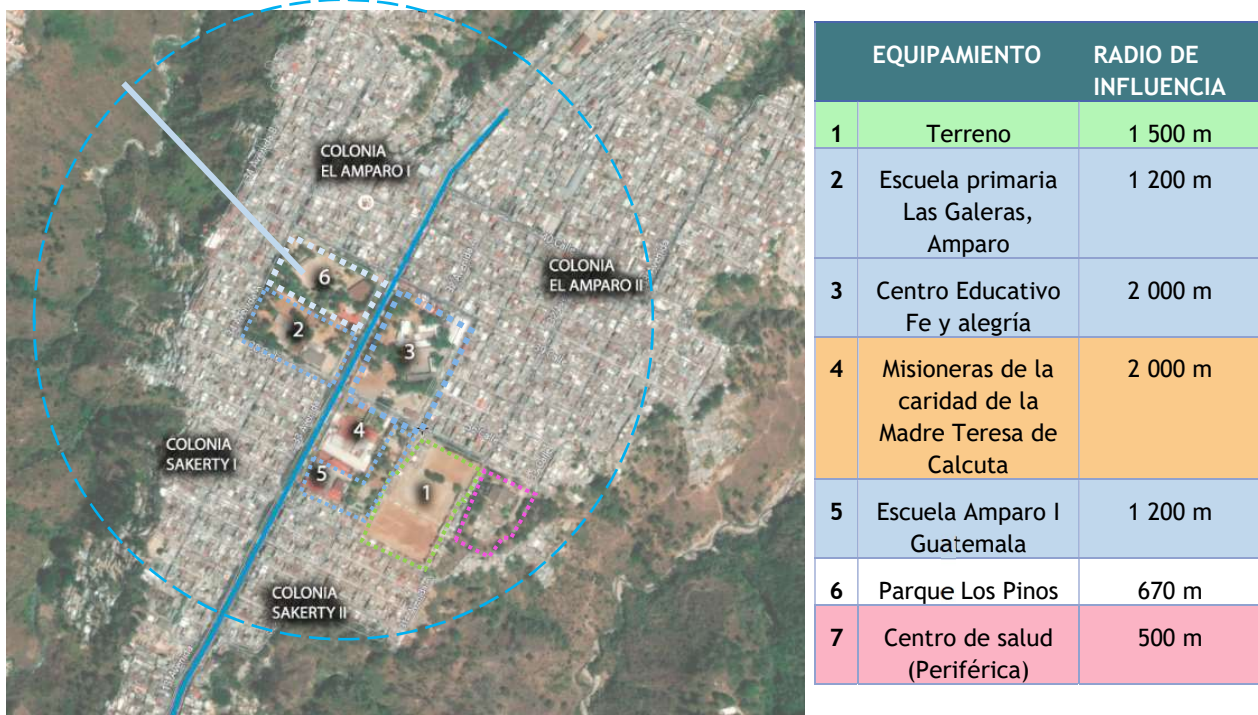 COLONIA
EL AMPARO I
COLONIA
EL AMPARO II
6
2
3
4
5
1
COLONIA
SAKERTY I
COLONIA
SAKERTY II
EQUIPAMIENTO RADIO DE
INFLUENCIA
1 Terreno 1 500 m
2 Escuela primaria 1 200 m
Las Galeras,
Amparo
3 Centro Educativo 2 000 m
Fe y alegría
4 Misioneras de la 2 000 m
caridad de la
Madre Teresa de
Calcuta
5 Escuela Amparo I 1 200 m
Guatemala
6 Parque Los Pinos 670 m
7 Centro de salud 500 m
(Periférica)